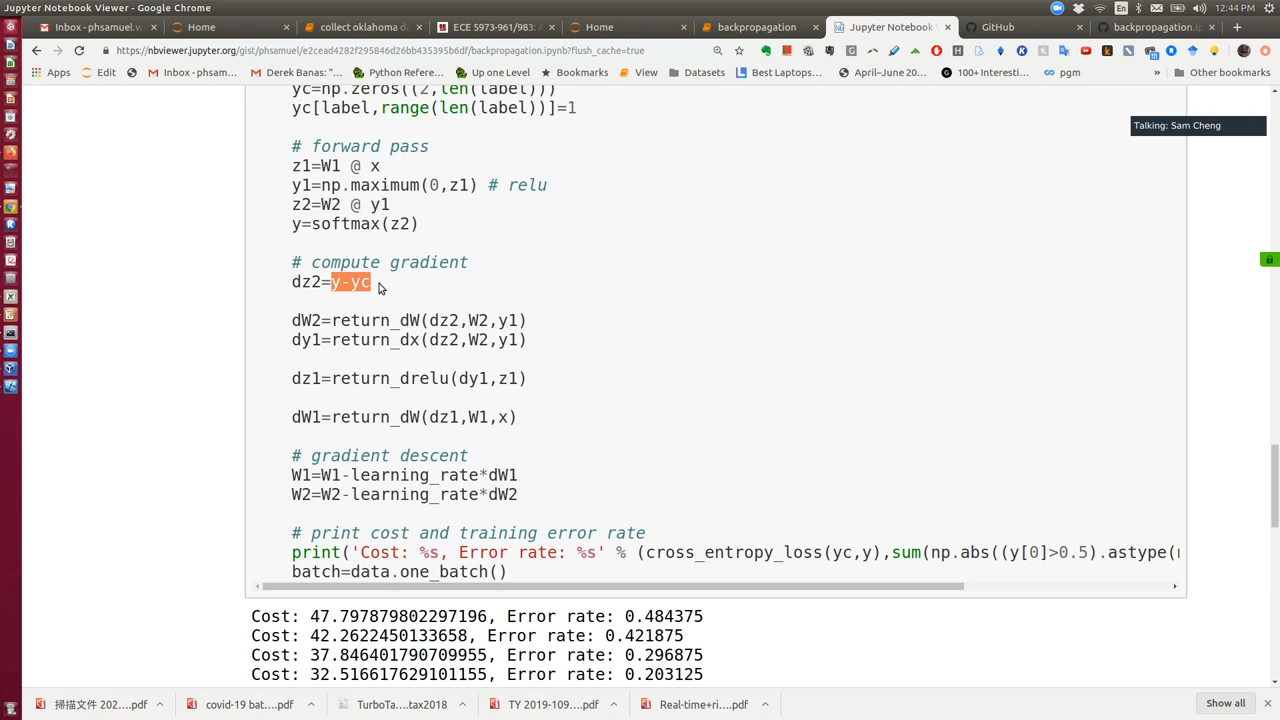 Jupyter Notebook Viewer - Google Chrome
En
12:44 PM
Inbox - phsamuel.w
Home
collect oklahoma da
ECE 5973-961/983: A
Home
backpropagation
Jupyter Notebook V
GitHub
backpropagation.ip
https://nbviewer.jupyter.org/gist/phsamuel/e2cead4282f295846d26bb435395b6df/backpropagation.ipynb?flush_cache=true
Apps
Edit
Inbox - phsam...
Derek Banas: "...
Python Refere...
Up one Level
Bookmarks
View
Datasets
Best Laptops...
April–June 20...
100+ Interesti...
pgm
»
Other bookmarks
yc=np.zeros((2,len(label)))
yc[label,range(len(label))]=1
Talking: Sam Cheng
# forward pass
z1=W1 @ x
y1=np.maximum(0,z1) # relu
z2=W2 @ y1
y=softmax(z2)
# compute gradient
dz2=y-yc
dW2=return_dW(dz2,W2,y1)
dy1=return_dx(dz2,W2,y1)
dz1=return_drelu(dy1,z1)
dW1=return_dW(dz1,W1,x)
# gradient descent
W1=W1-learning_rate*dW1
W2=W2-learning_rate*dW2
# print cost and training error rate
print('Cost: %s, Error rate: %s' % (cross_entropy_loss(yc,y),sum(np.abs((y[0]>0.5).astype(
batch=data.one_batch()
Cost: 47.797879802297196, Error rate: 0.484375
Cost: 42.2622450133658, Error rate: 0.421875
Cost: 37.846401790709955, Error rate: 0.296875
Cost: 32.516617629101155, Error rate: 0.203125
掃描文件 202....pdf
covid-19 bat....pdf
TurboTa....tax2018
TY 2019-109....pdf
Real-time+ri....pdf
Show all